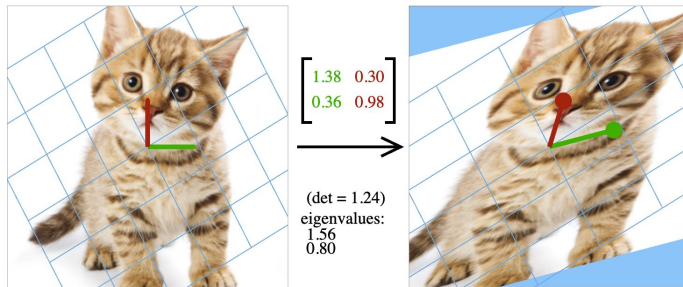 1.38 0.30
0.36 0.98
(det = 1.24)
eigenvalues:
1.56
0.80